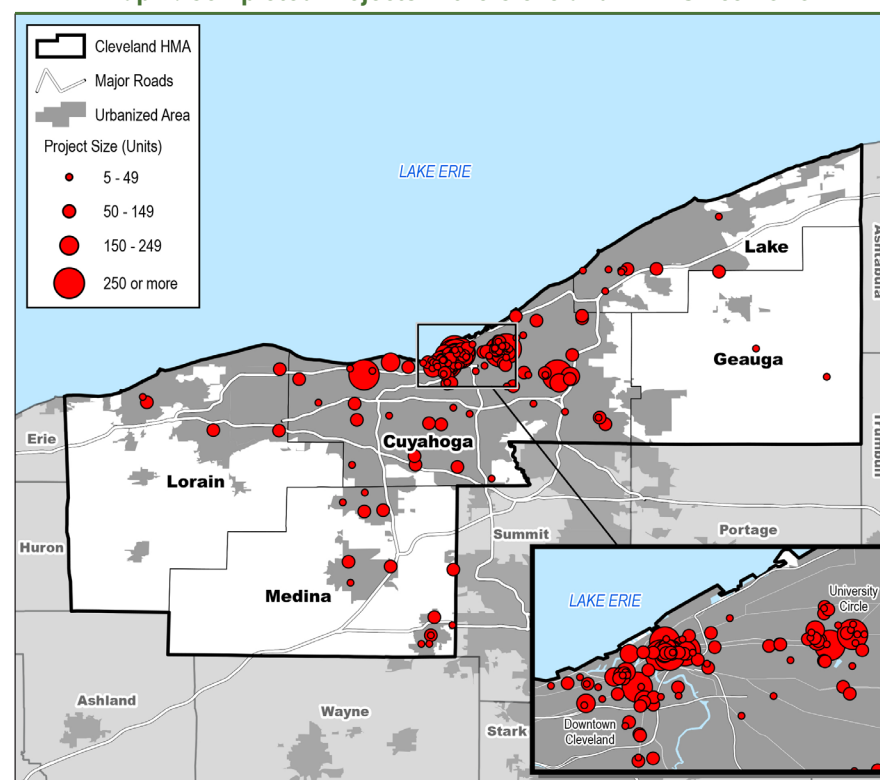 Cleveland HMA
Major Roads
Urbanized Area
Project Size (Units)
5 - 49
50 - 149
150 - 249
250 or more
LAKE ERIE
Lake
Ashtabula
Geauga
Erie
Cuyahoga
Trumbull
Lorain
Huron
Summit
Portage
Medina
LAKE ERIE
University
Circle
Ashland
Wayne
Stark
Downtown
Cleveland